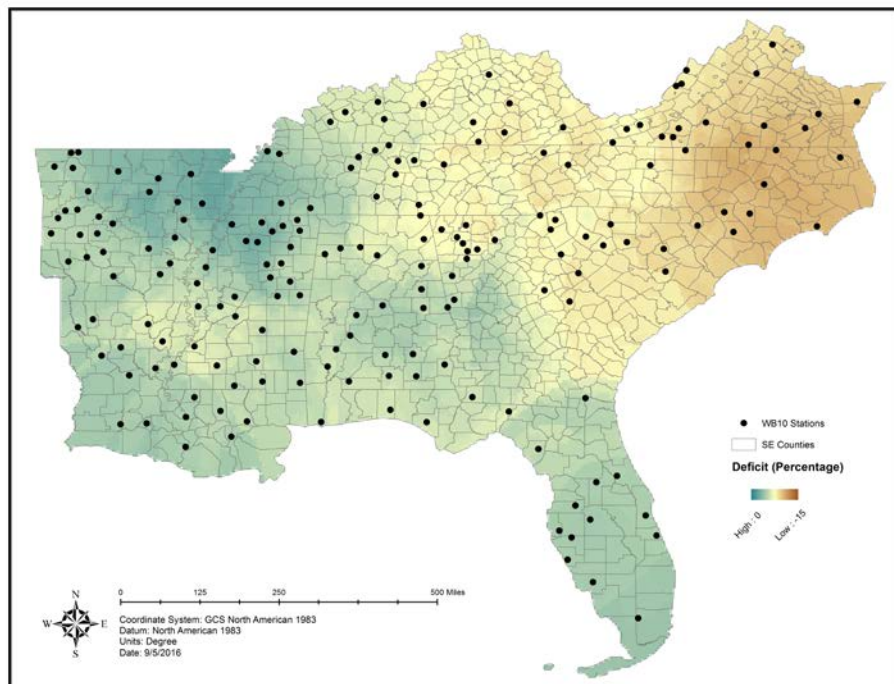 WB10 Stations
SE Counties
Deficit (Percentage)
High : 0
Low : -15
N
W E
S
0 125 250 500 Miles
Coordinate System: GCS North American 1983
Datum: North American 1983
Units: Degree
Date: 9/5/2016